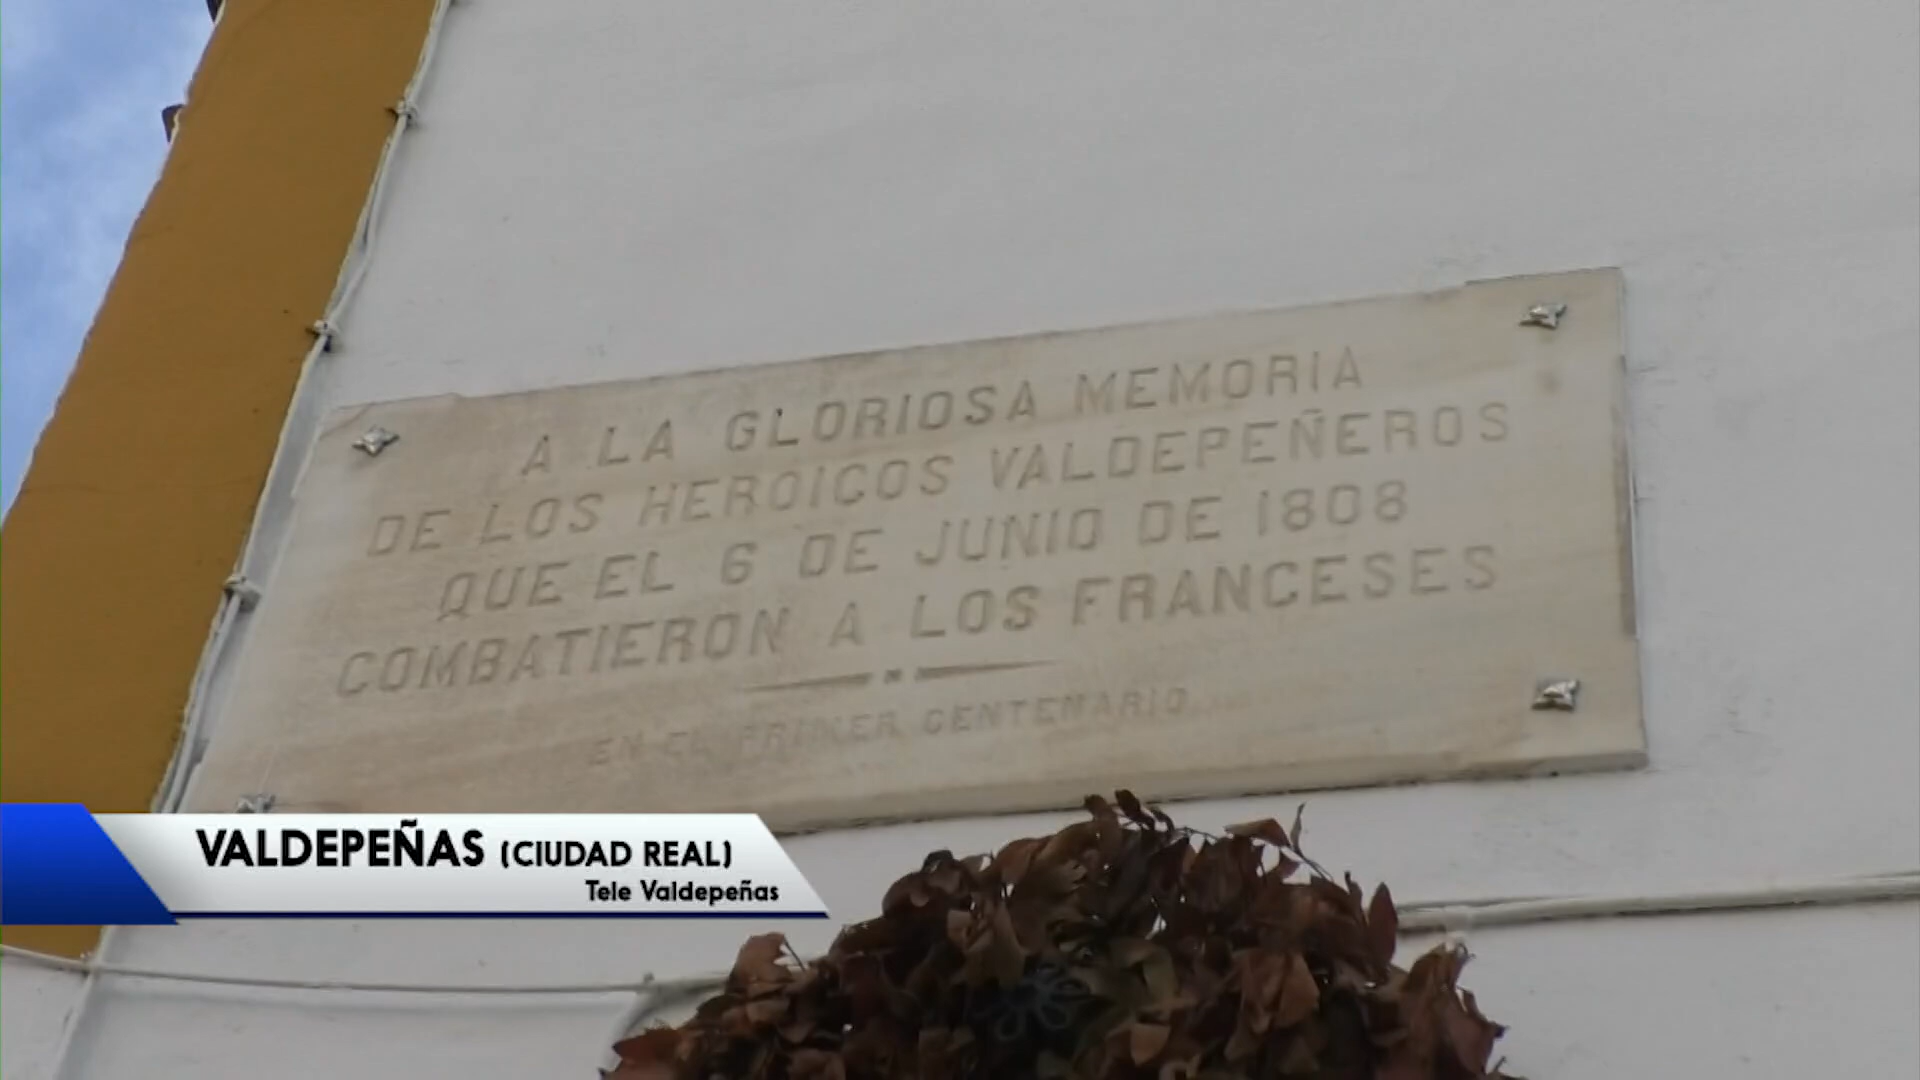 A LA GLORIOSA MEMORIA
DE LOS HEROICOS VALDEPEÑEROS
QUE EL 6 DE JUNIO DE 1808
COMBATIERON A LOS FRANCESES
EN EL PRIMER CENTENARIO
VALDEPEÑAS (CIUDAD REAL)
Tele Valdepeñas